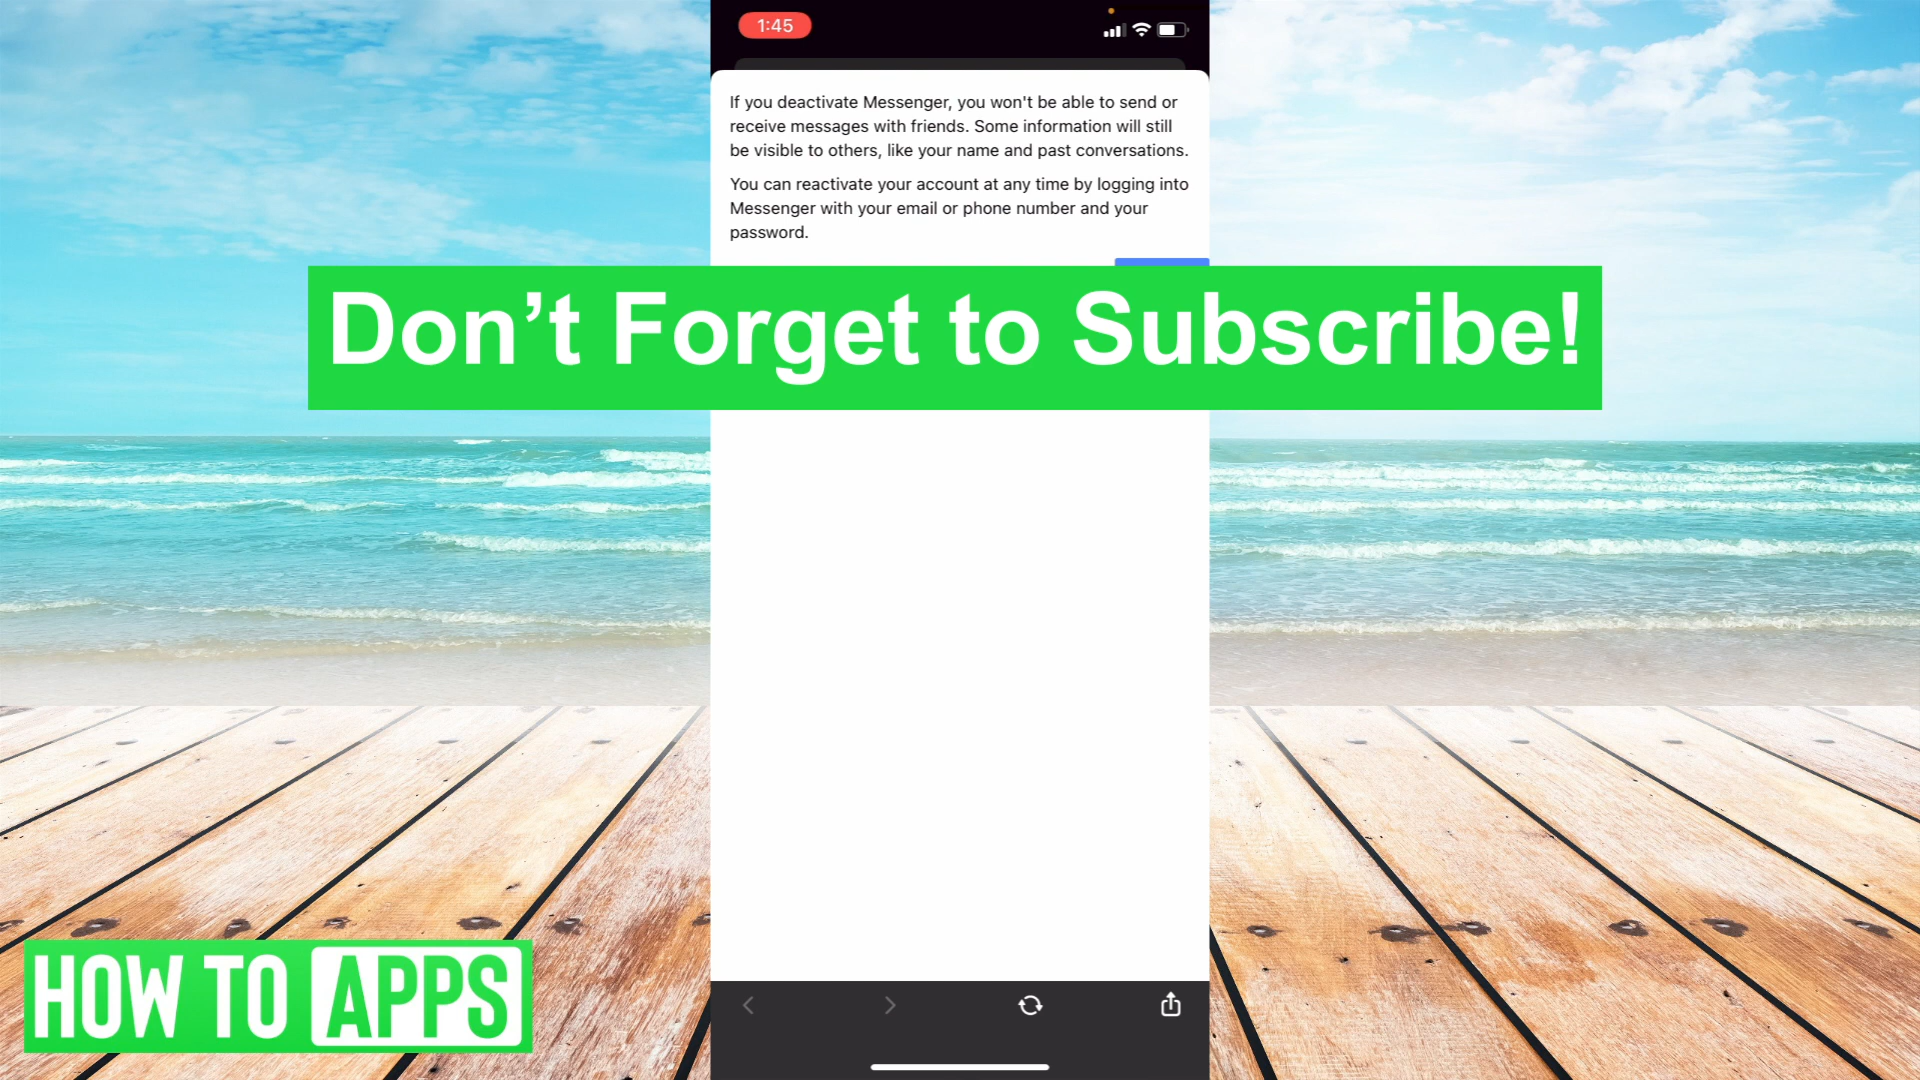 1:45
If you deactivate Messenger, you won't be able to send or
receive messages with friends. Some information will still
be visible to others, like your name and past conversations.
You can reactivate your account at any time by logging into
Messenger with your email or phone number and your
password.
Don’t Forget to Subscribe!
HOW TO APPS